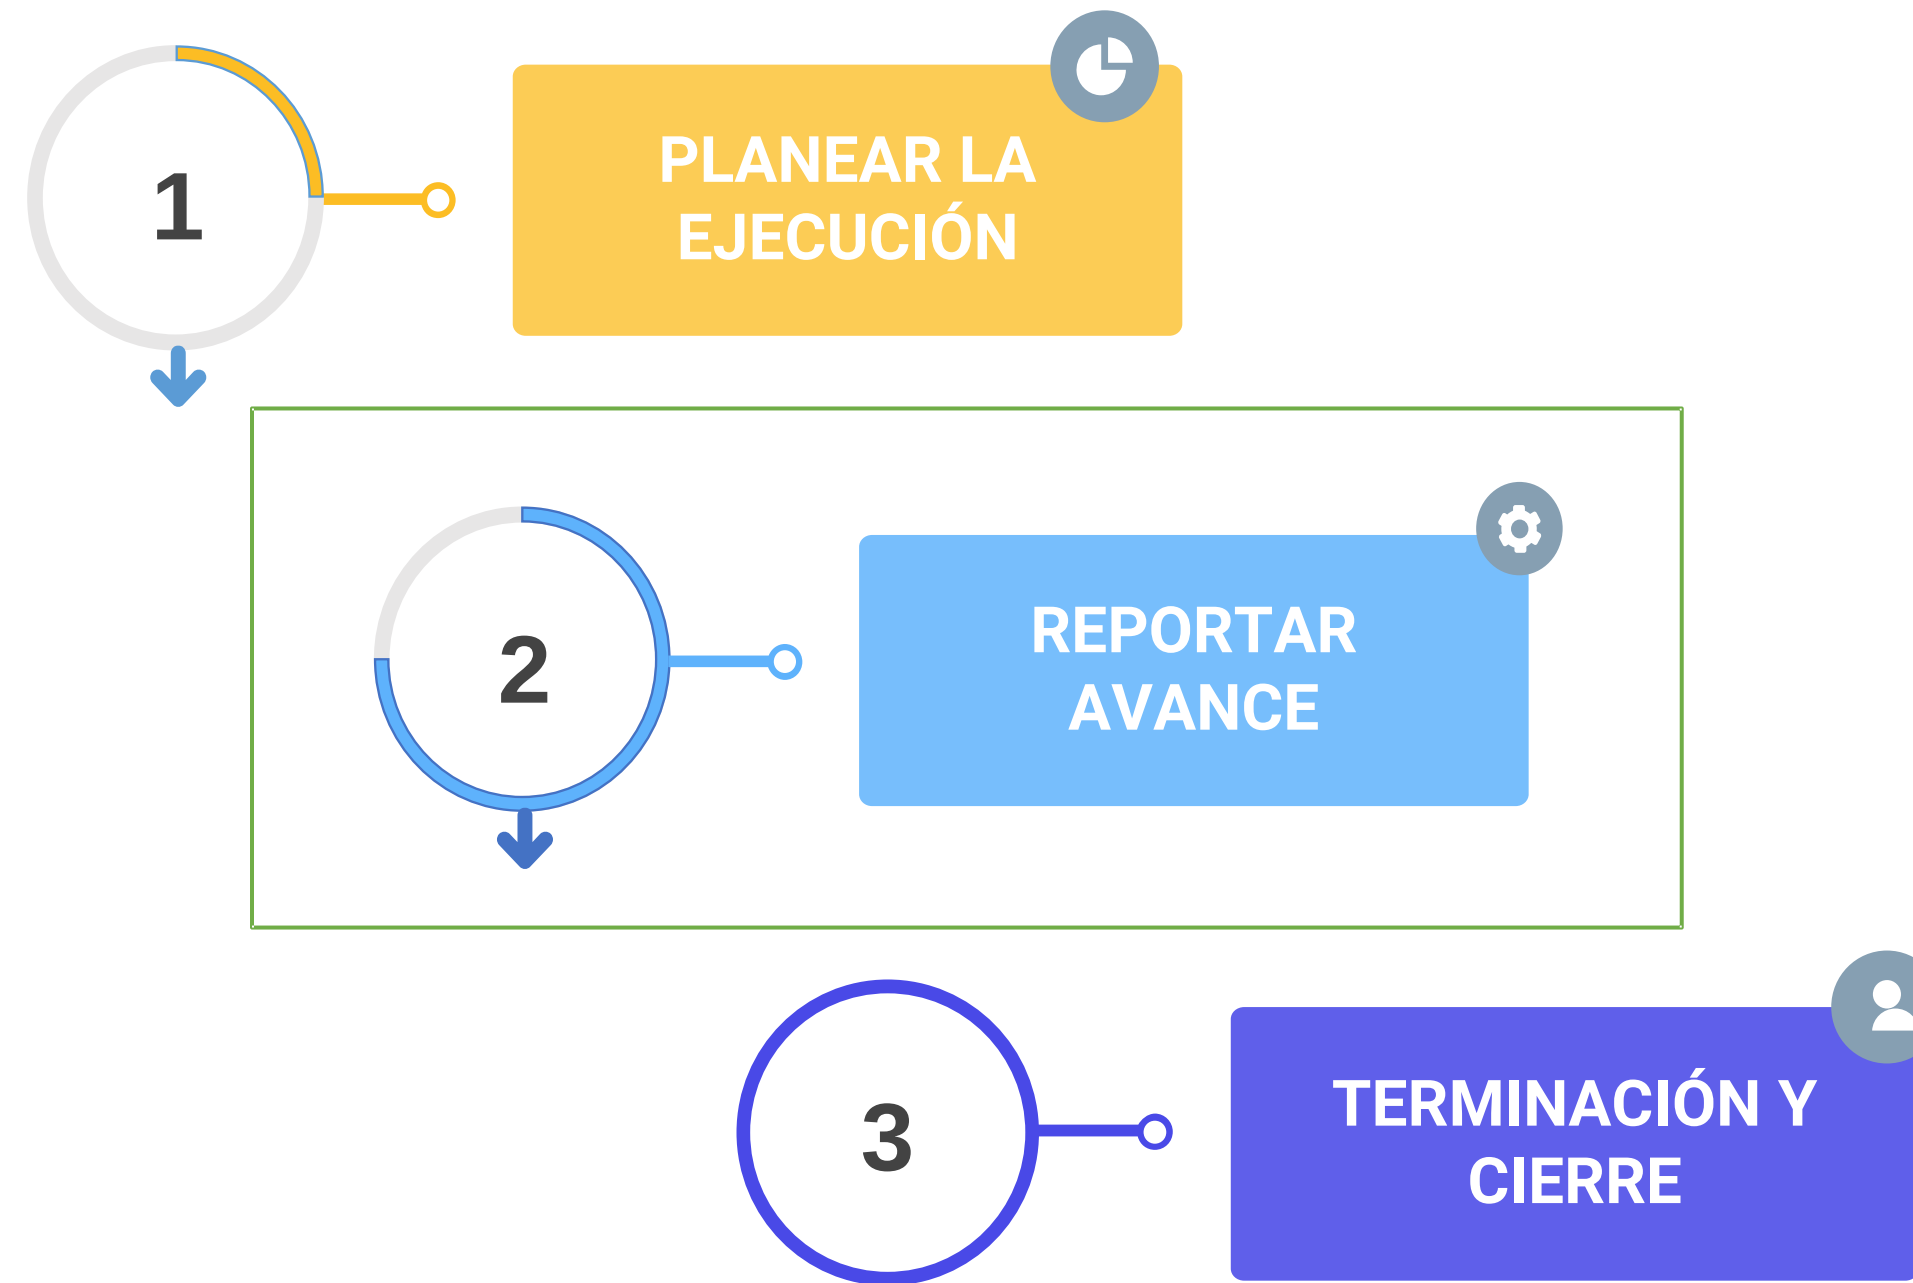 1
PLANEAR LA
EJECUCIÓN
2
REPORTAR
AVANCE
3
TERMINACIÓN Y
CIERRE